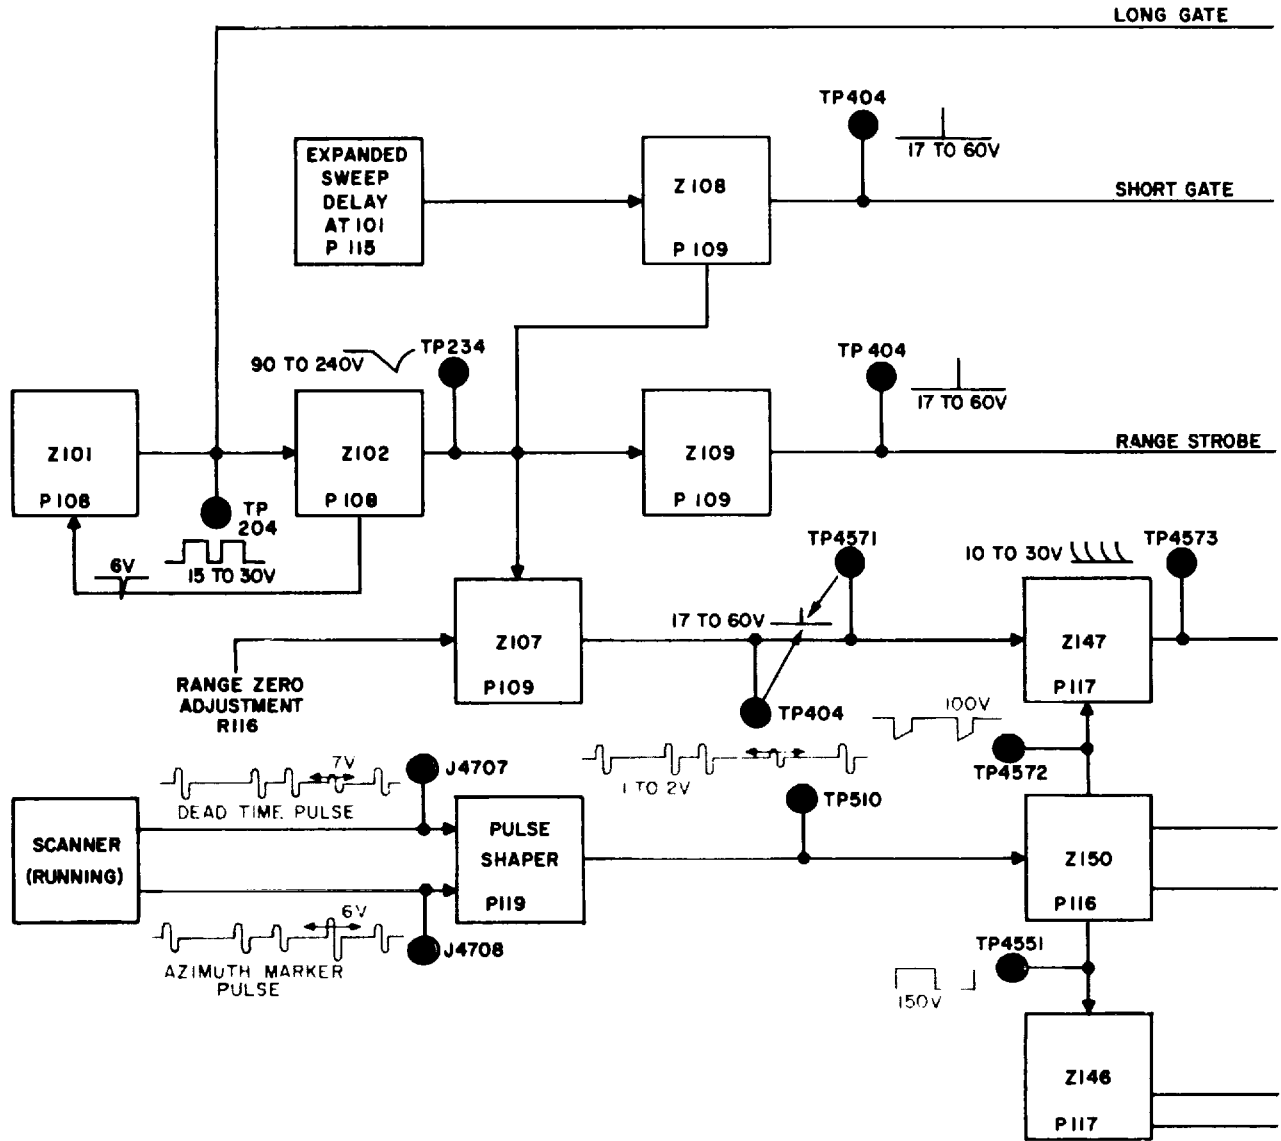 LONG GATE
TP404
17 TO 60V
EXPANDED
SWEEP
DELAY
AT 101
P 115
Z108
P 109
SHORT GATE
90 TO 240V
TP234
TP 404
17 TO 60V
Z101
P 108
Z102
P 108
Z109
P 109
RANGE STROBE
TP
204
6V
15 TO 30V
TP4571
10 TO 30V
TP4573
17 TO 60V
Z107
P109
Z147
P117
RANGE ZERO
ADJUSTMENT
R116
TP404
100V
TP4572
7V
J4707
DEAD TIME PULSE
1 TO 2V
TP510
SCANNER
(RUNNING)
PULSE
SHAPER
P119
Z150
P116
6V
J4708
AZIMUTH MARKER
PULSE
TP4551
150V
Z146
P117